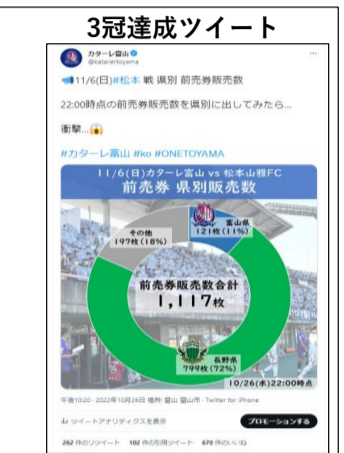 3冠達成ツイート
カターレ富山
@kataller toyama
11/6(日)#松本 戦 県別 前売券販売数
22:00時点の前売券販売数を県別に出してみたら...
衝撃...
#カターレ富山 #ko #ONETOYAMA
11/6(日)カターレ富山 vs 松本山雅FC
前売券 県別販売数
富山県
121枚(11%)
その他
197枚(18%)
前売券販売数合計
1,117枚
長野県
799枚(72%)
10/26(水)22:00時点
午後10:20 · 2022年10月26日 場所: 富山 富山市 · Twitter for iPhone
ツイートアナリティクスを表示
プロモーションする
262 件のリツイート 102 件の引用ツイート 670 件のいいね